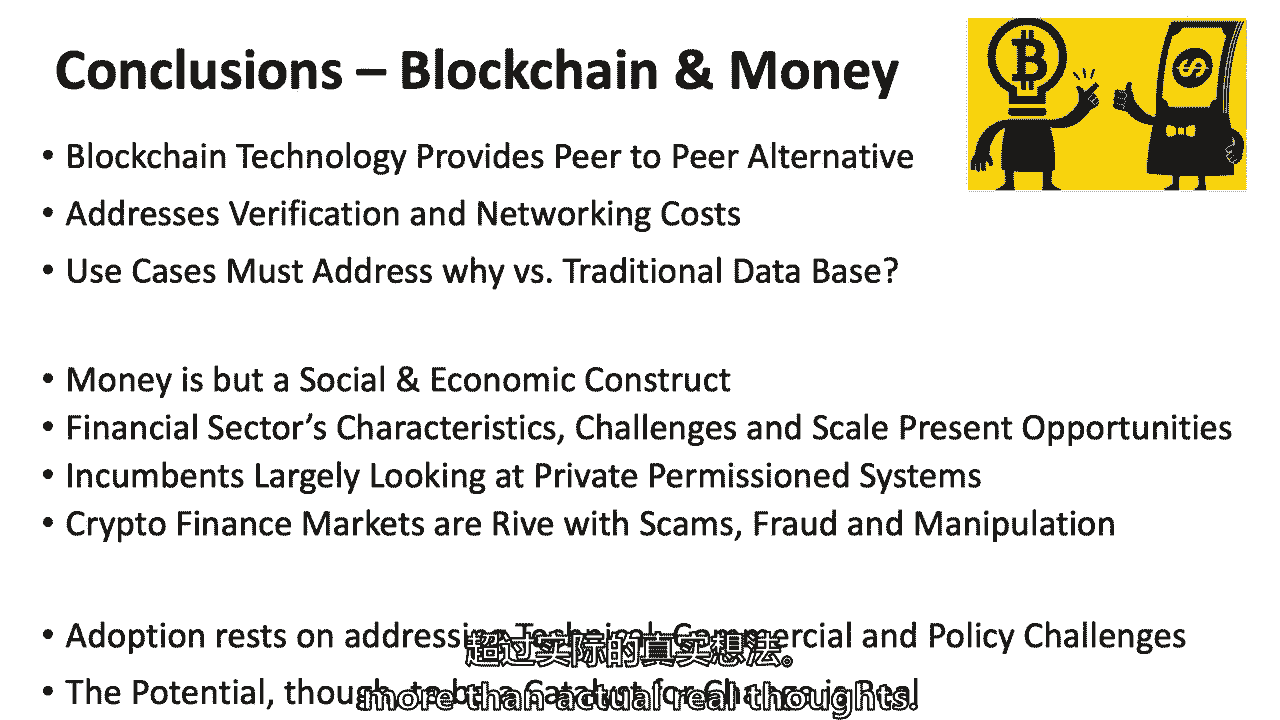 Conclusions – Blockchain & Money
• Blockchain Technology Provides Peer to Peer Alternative
• Addresses Verification and Networking Costs
• Use Cases Must Address why vs. Traditional Data Base?
• Money is but a Social & Economic Construct
• Financial Sector's Characteristics, Challenges and Scale Present Opportunities
• Incumbents Largely Looking at Private Permissioned Systems
• Crypto Finance Markets are Rive with Scams, Fraud and Manipulation
• Adoption rests on addressing Technical, Commercial and Policy Challenges
超过实际的真实想法。
• The Potential, though, to be a Catalyst for Change is Real
more than actual real thoughts.